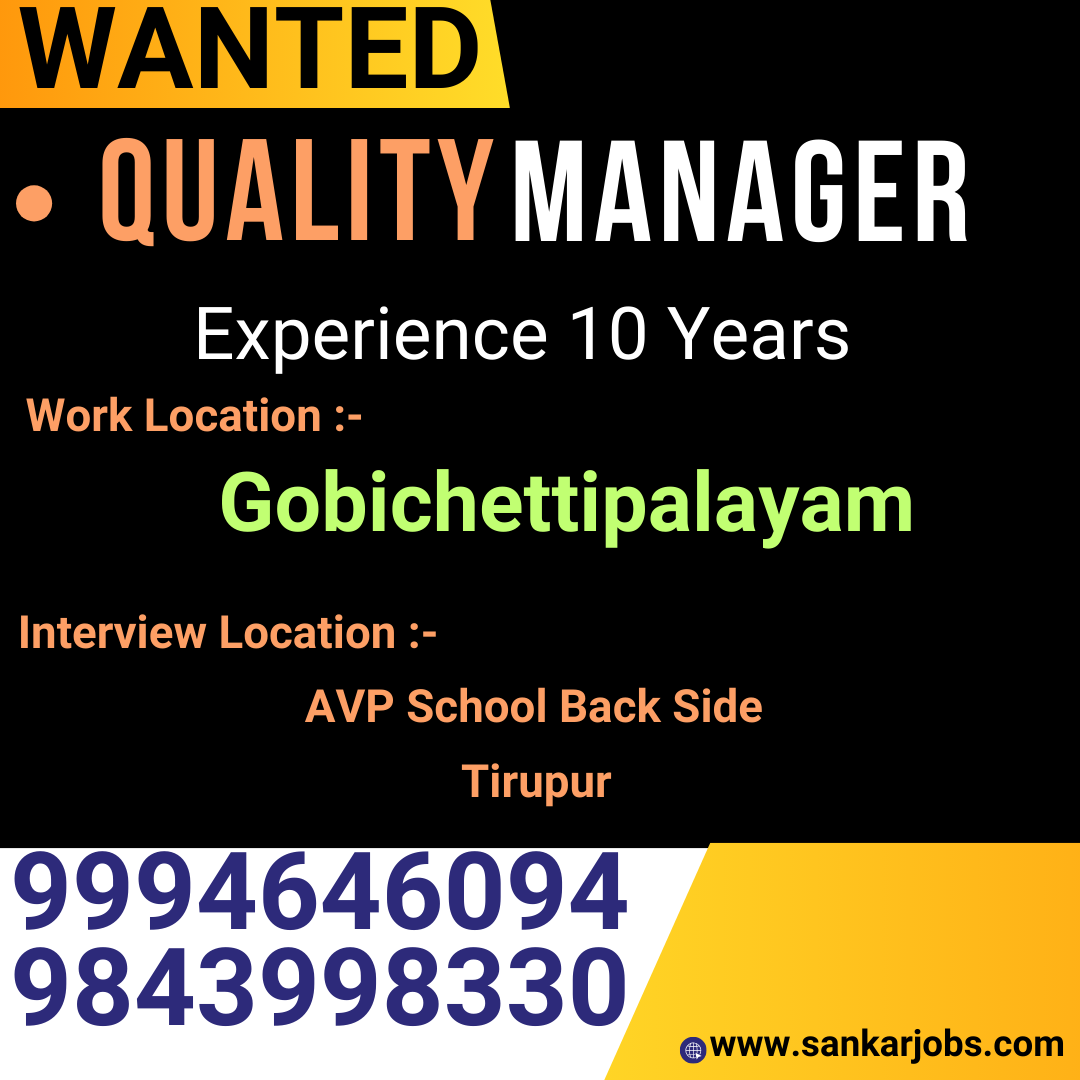 WANTED
• QUALITY MANAGER
Experience 10 Years
Work Location :-
Gobichettipalayam
Interview Location :-
AVP School Back Side
Tirupur
9994646094
9843998330
www.sankarjobs.com